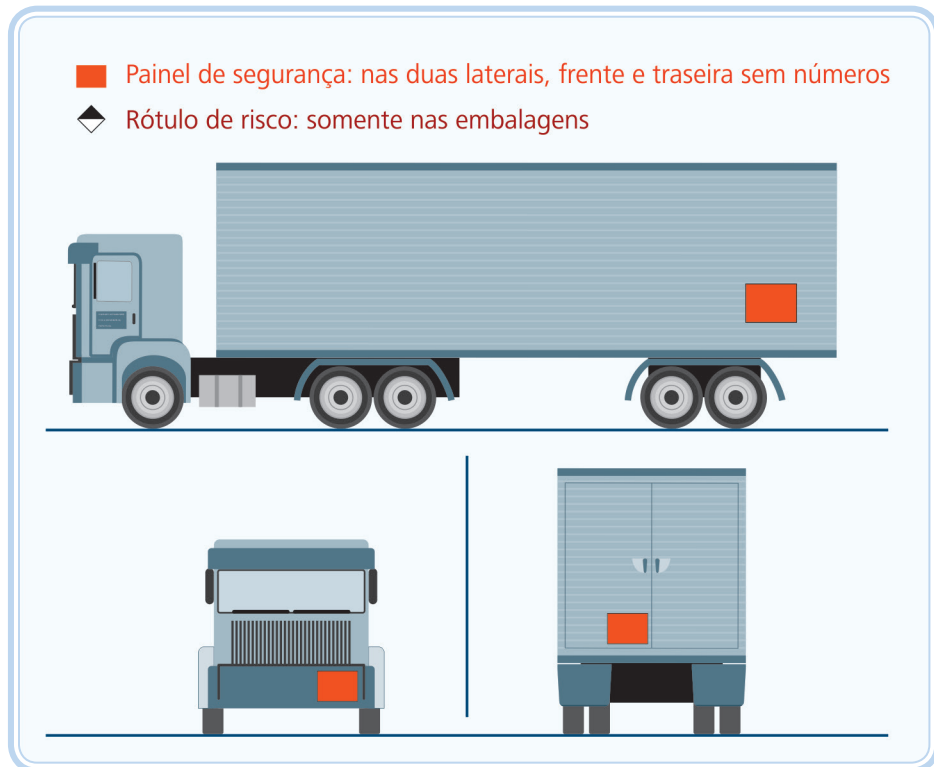 Painel de segurança: nas duas laterais, frente e traseira sem números
Rótulo de risco: somente nas embalagens